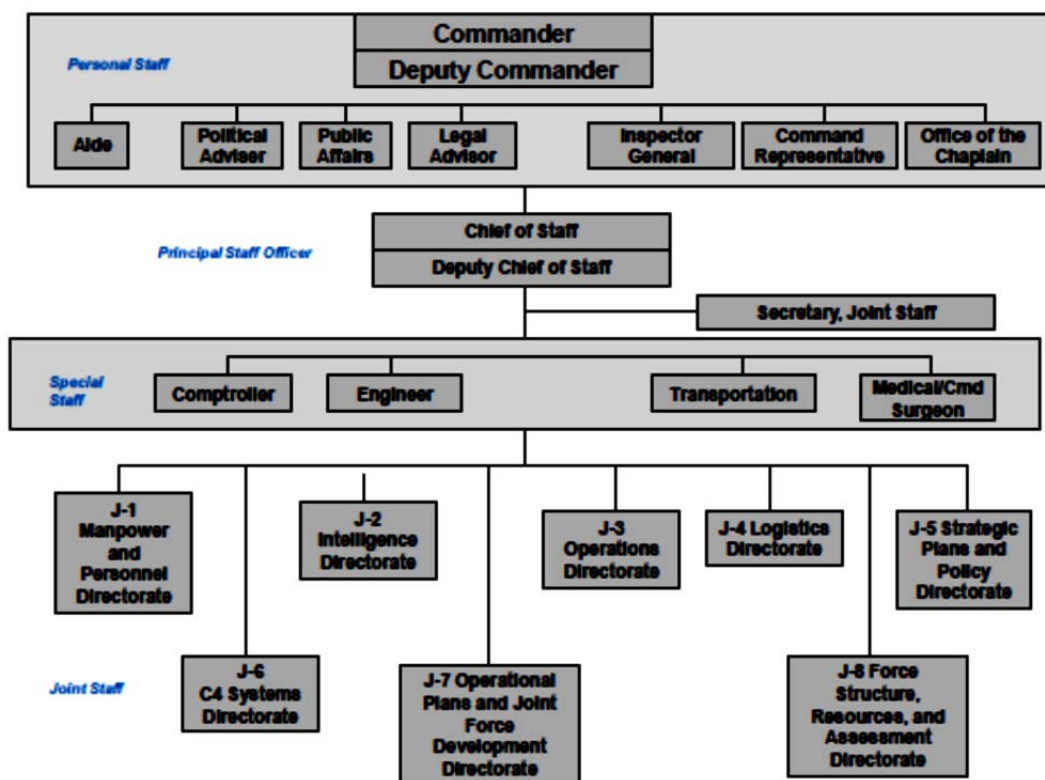 Commander
Personal Staff
Deputy Commander
Aide
Political
Adviser
Public
Affairs
Legal
Advisor
Inspector
General
Command
Representative
Office of the
Chaplain
Chief of Staff
Principal Staff Officer
Deputy Chief of Staff
Secretary, Joint Staff
Special
Staff
Comptroller
Engineer
Transportation
Medical/Cmd
Surgeon
J-1
Manpower
and
Personnel
Directorate
J-2
Intelligence
Directorate
J-3
Operations
Directorate
J-4 Logistics
Directorate
J-5 Strategic
Plans and
Policy
Directorate
Joint Staff
J-6
C4 Systems
Directorate
J-7 Operational
Plans and Joint
Force
Development
Directorate
J-8 Force
Structure,
Resources, and
Assessment
Directorate